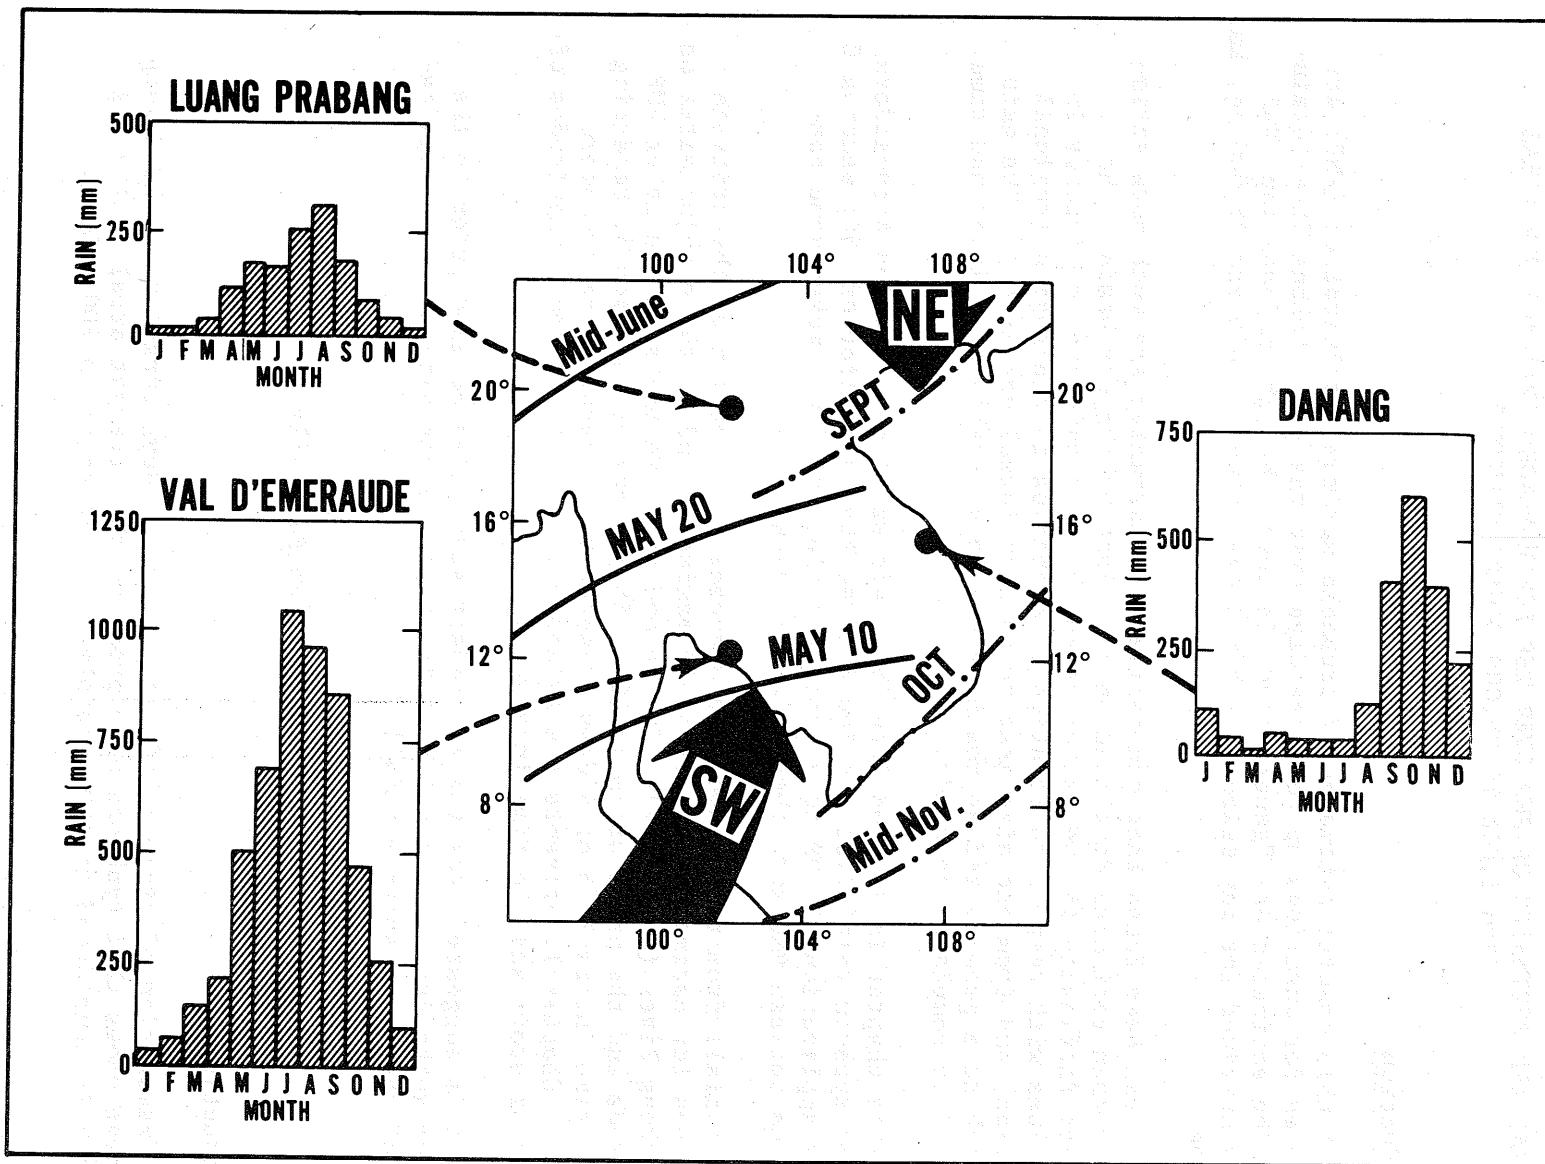 LUANG PRABANG
500
250
0
RAIN (mm)
J F M A M J J A S O N D
MONTH
VAL D'EMERAUDE
1250
1000
750
500
250
0
RAIN (mm)
J F M A M J J A S O N D
MONTH
100° 104° 108°
Mid-June
NE
20° 20°
SEPT
MAY 20
16° 16°
MAY 10
12° 12°
OCT
SW
8° 8°
Mid-Nov.
100° 104° 108°
DANANG
750
500
250
0
RAIN (mm)
J F M A M J J A S O N D
MONTH